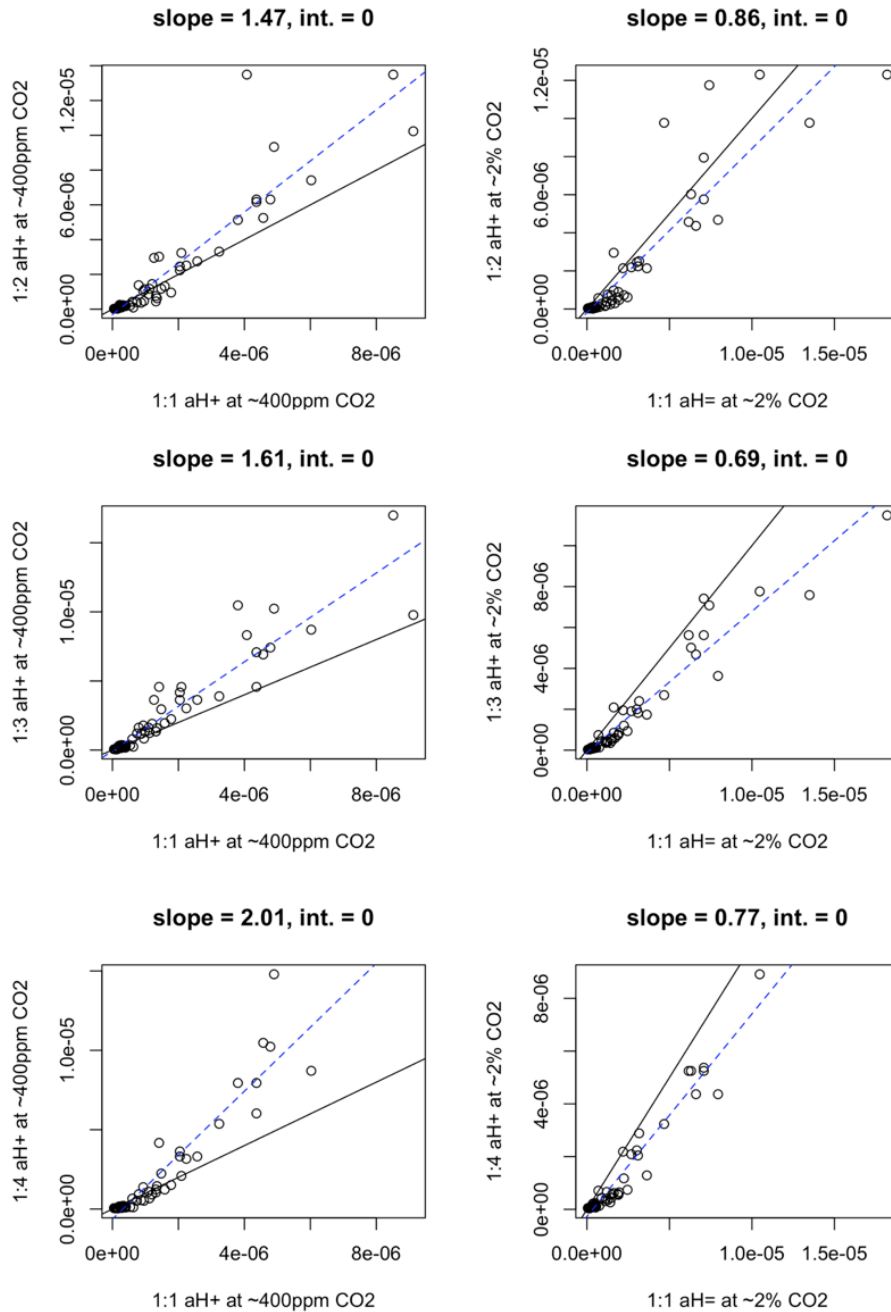 slope = 1.47, int. = 0
1:2 aH+ at ~400ppm CO2
0.0e+00 6.0e-06 1.2e-05
0e+00 4e-06 8e-06
1:1 aH+ at ~400ppm CO2
slope = 0.86, int. = 0
1:2 aH+ at ~2% CO2
0.0e+00 6.0e-06 1.2e-05
0.0e+00 1.0e-05 1.5e-05
1:1 aH= at ~2% CO2
slope = 1.61, int. = 0
1:3 aH+ at ~400ppm CO2
0.0e+00 1.0e-05
0e+00 4e-06 8e-06
1:1 aH+ at ~400ppm CO2
slope = 0.69, int. = 0
1:3 aH+ at ~2% CO2
0e+00 4e-06 8e-06
0.0e+00 1.0e-05 1.5e-05
1:1 aH= at ~2% CO2
slope = 2.01, int. = 0
1:4 aH+ at ~400ppm CO2
0.0e+00 1.0e-05
0e+00 4e-06 8e-06
1:1 aH+ at ~400ppm CO2
slope = 0.77, int. = 0
1:4 aH+ at ~2% CO2
0e+00 4e-06 8e-06
0.0e+00 1.0e-05 1.5e-05
1:1 aH= at ~2% CO2